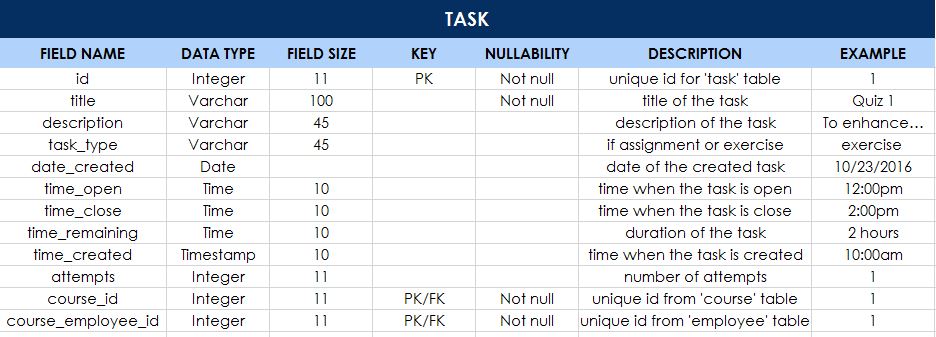 TASK
FIELD NAME DATA TYPE FIELD SIZE KEY NULLABILITY DESCRIPTION EXAMPLE
id Integer 11 PK Not null unique id for 'task' table 1
title Varchar 100 Not null title of the task Quiz 1
description Varchar 45 description of the task To enhance...
task_type Varchar 45 if assignment or exercise exercise
date_created Date date of the created task 10/23/2016
time_open Time 10 time when the task is open 12:00pm
time_close Time 10 time when the task is close 2:00pm
time_remaining Time 10 duration of the task 2 hours
time_created Timestamp 10 time when the task is created 10:00am
attempts Integer 11 number of attempts 1
course_id Integer 11 PK/FK Not null unique id from 'course' table 1
course_employee_id Integer 11 PK/FK Not null unique id from 'employee' table 1